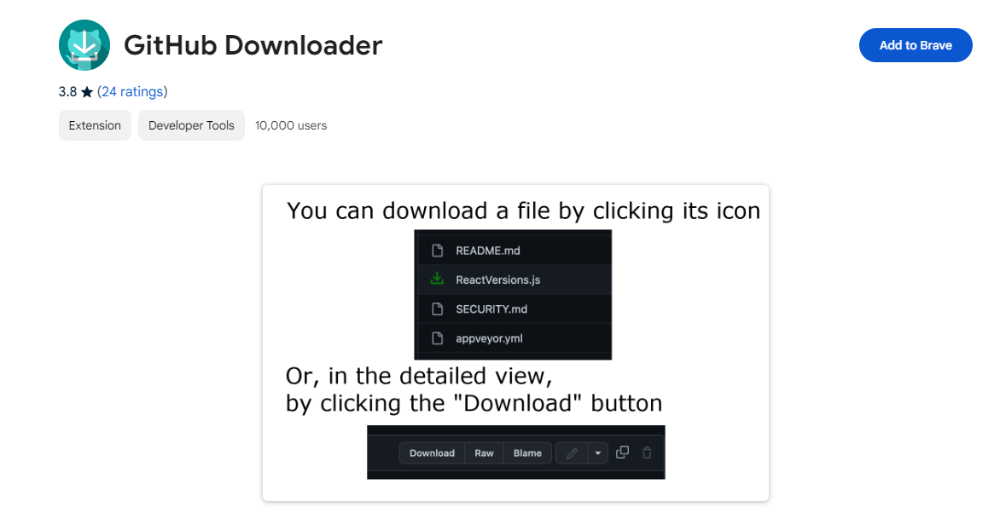 GitHub Downloader
Add to Brave
3.8 ★ (24 ratings)
Extension
Developer Tools
10,000 users
You can download a file by clicking its icon
README.md
ReactVersions.js
SECURITY.md
appveyor.yml
Or, in the detailed view,
by clicking the "Download" button
Download
Raw
Blame